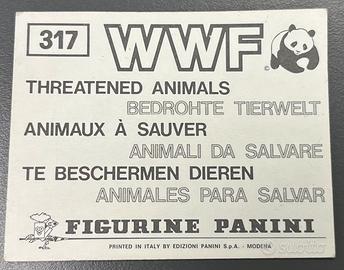 317
WWF
©
THREATENED ANIMALS
BEDROHTE TIERWELT
ANIMAUX À SAUVER
ANIMALI DA SALVARE
TE BESCHERMEN DIEREN
ANIMALES PARA SALVAR
FIGURINE PANINI
PRINTED IN ITALY BY EDIZIONI PANINI S.p.A. - MODENA
subito